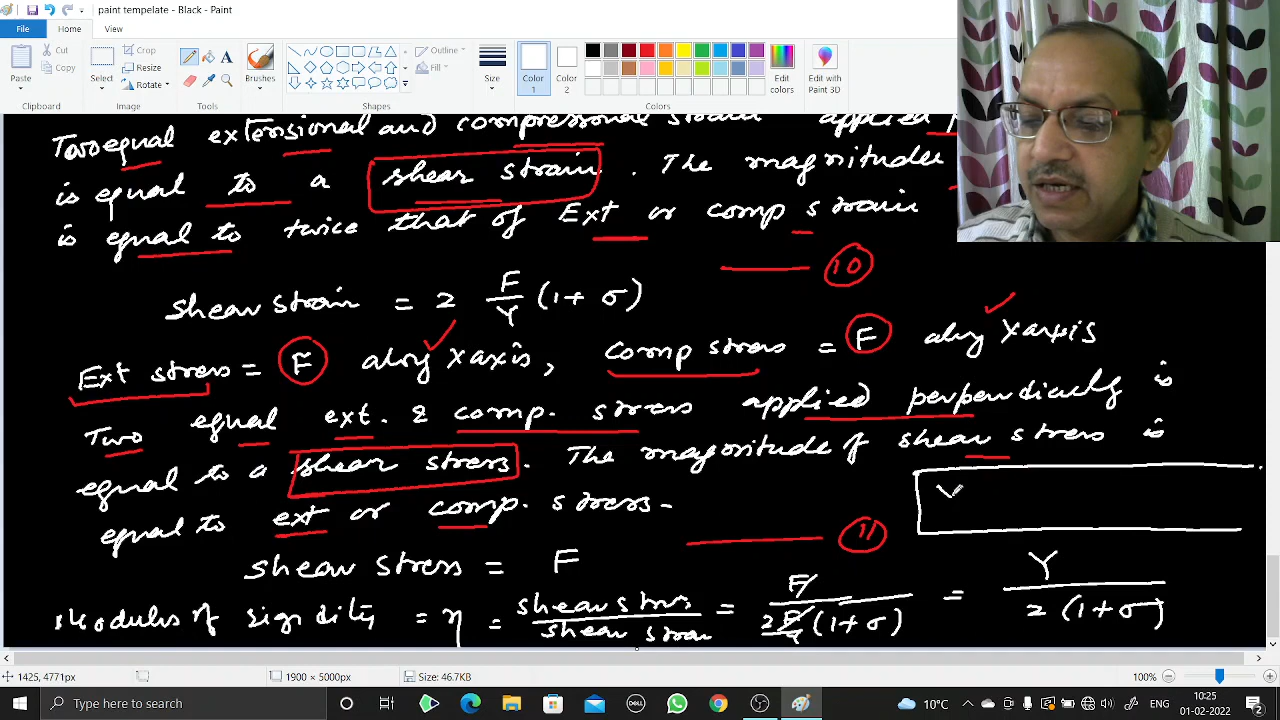 paint tempelate - Black - Paint
File Home View
Paste Cut Copy Select Crop Resize Rotate Brushes Outline Fill Size Color 1 Color 2 Edit colors Edit with Paint 3D
Clipboard Image Tools Shapes Colors
Two equal extensional and compressional strain applied
is equal to a shear strain. The magnitude
is equal to twice that of Ext or comp strain
10
shear strain = 2 F/Y (1+ σ)
Ext stress = F along x axis, comp stress = F along Y axis
Two equal ext. & comp. stress applied perpendicularly is
equal to a shear stress. The magnitude of shear stress is
equal to ext or comp. stress.
Y
11
shear stress = F
Modulus of rigidity = η = shear stress/shear strain = F/2F/Y(1+σ) = Y/2(1+σ)
1425, 4771px 1900 × 5000px Size: 46.7KB 100%
Type here to search DELL 10°C ENG 10:25 01-02-2022 2